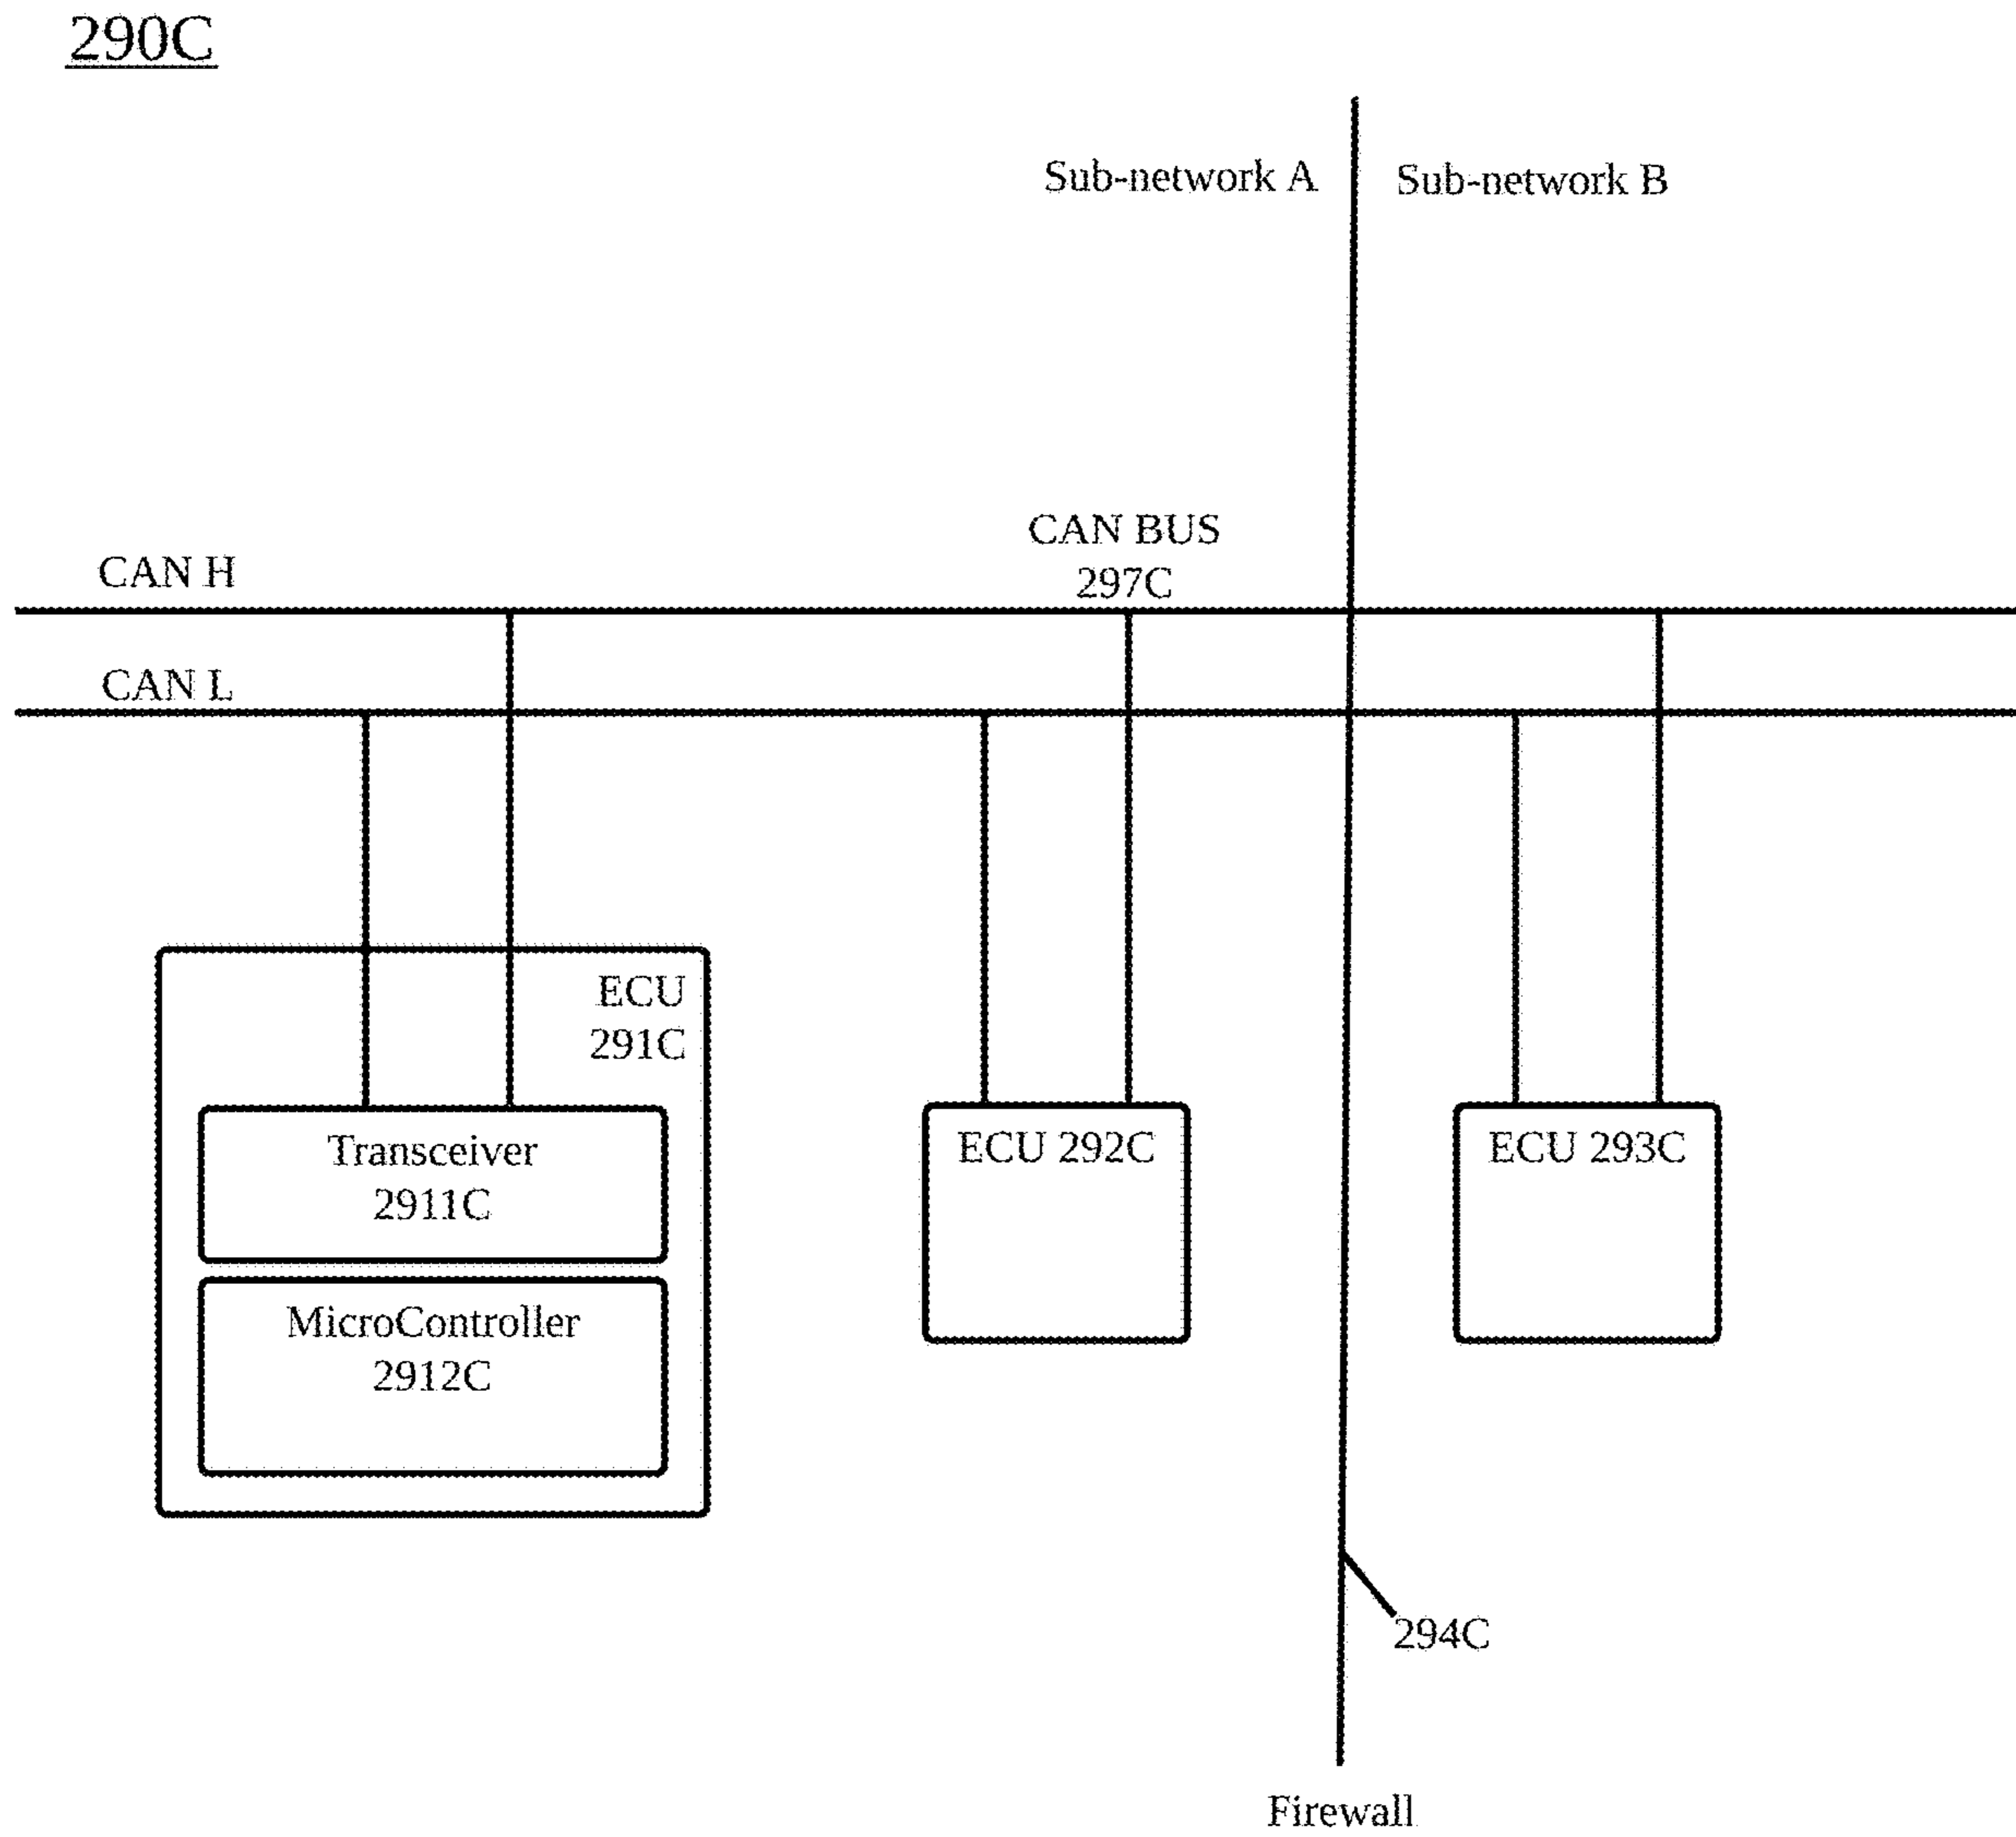 290C
Sub-network A
Sub-network B
CAN BUS
297C
CAN H
CAN L
ECU
291C
Transceiver
2911C
MicroController
2912C
ECU 292C
ECU 293C
294C
Firewall